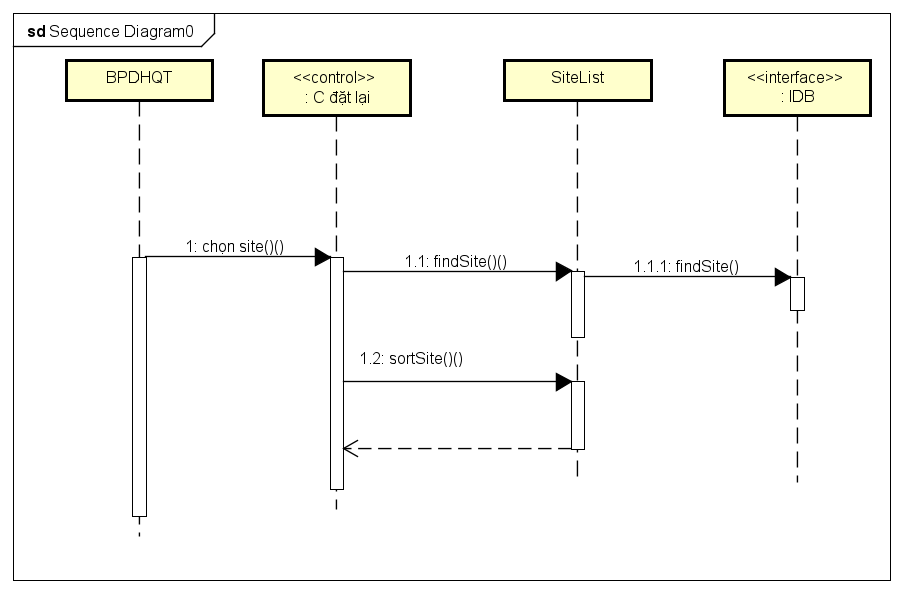 sd Sequence Diagram0
BPDHQT
<<control>>
: C đặt lại
SiteList
<<interface>>
: IDB
1: chọn site()()
1.1: findSite()()
1.1.1: findSite()
1.2: sortSite()()